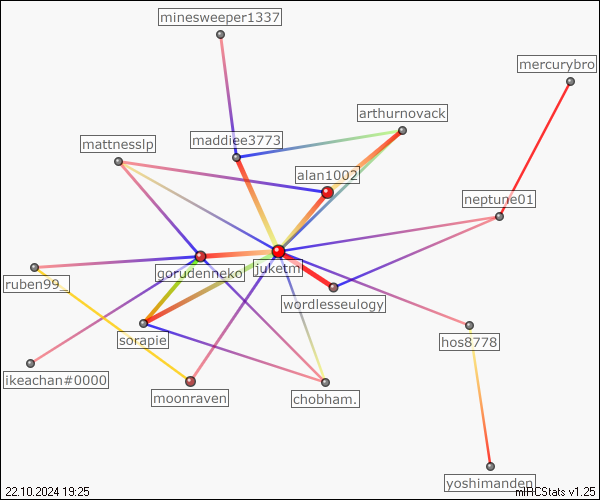 minesweeper1337
mercurybro
arthurnovack
maddiee3773
mattnesslp
alan1002
neptune01
gorudenneko
juketm
ruben99_
wordlesseulogy
sorapie
hos8778
ikeachan#0000
moonraven
chobham.
yoshimanden_
22.10.2024 19:25
mIRCStats v1.25